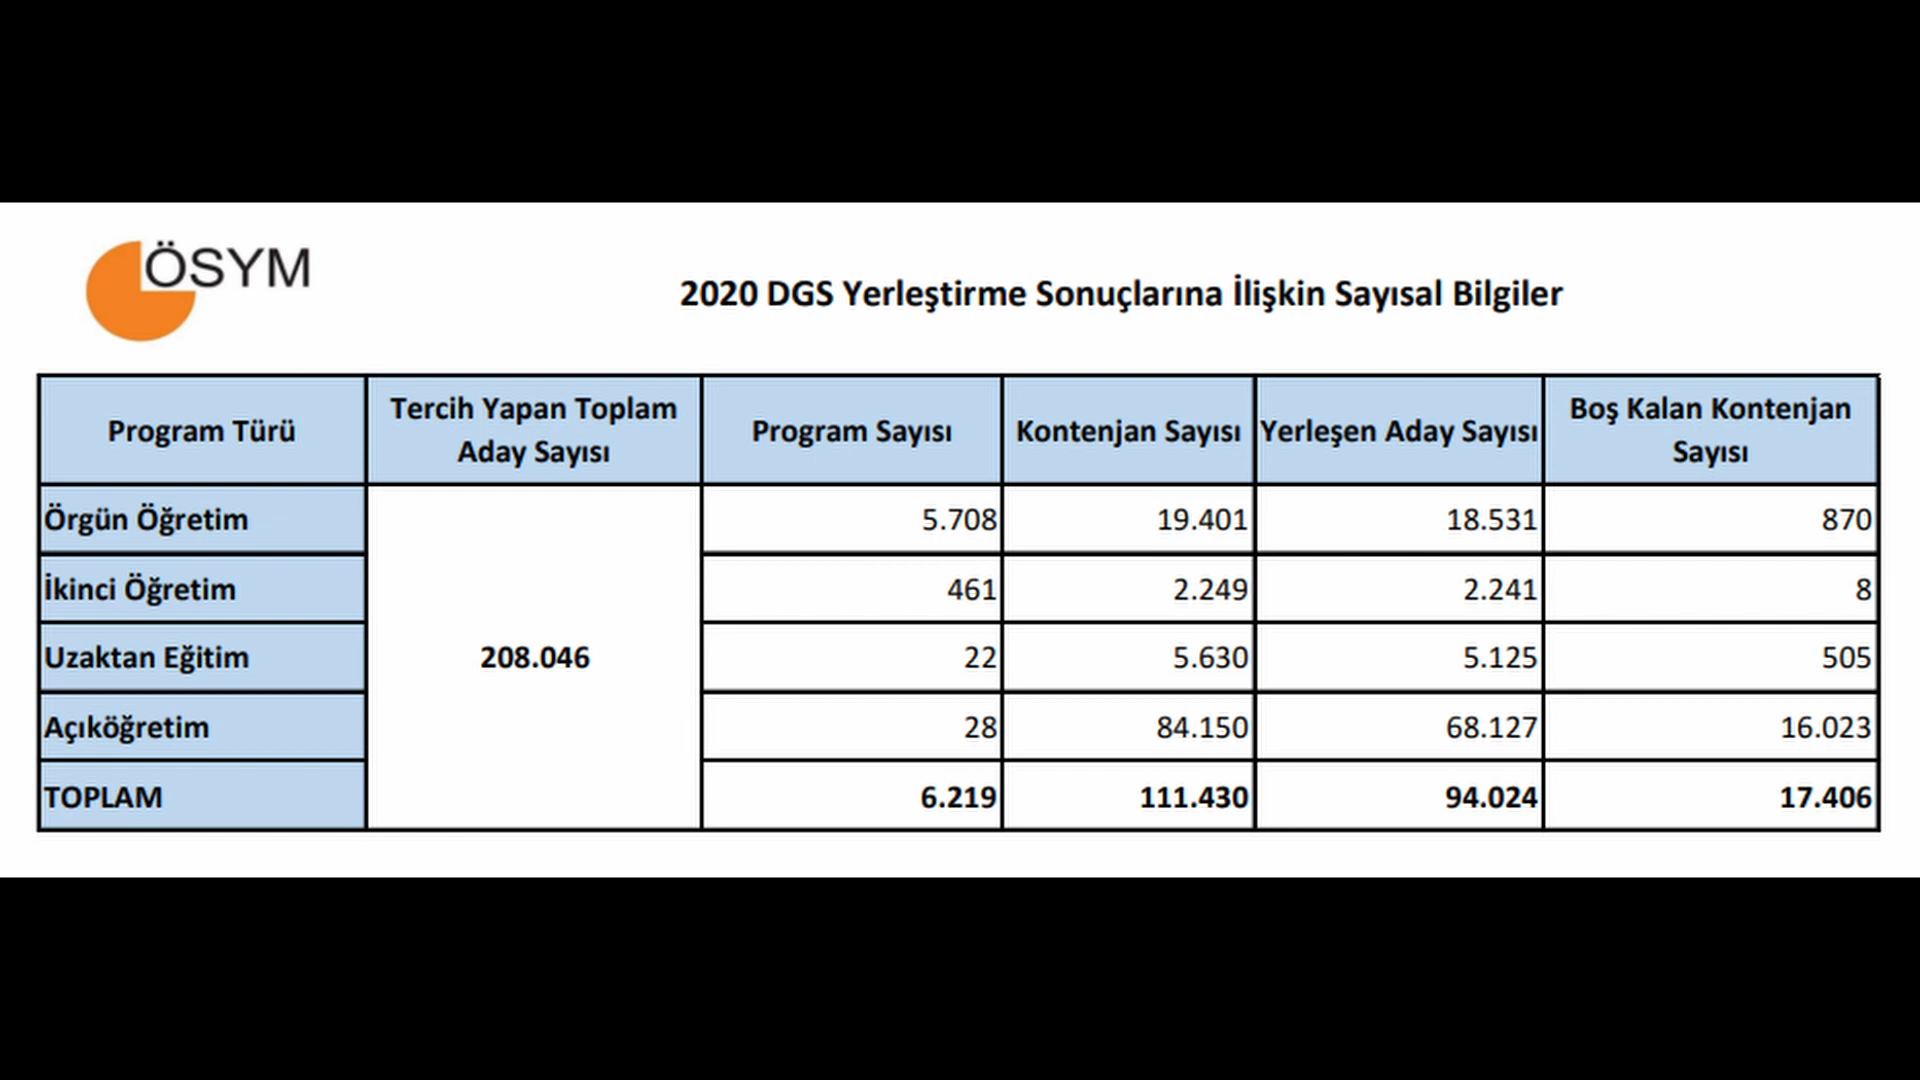 ÖSYM
2020 DGS Yerleştirme Sonuçlarına İlişkin Sayısal Bilgiler
Program Türü
Tercih Yapan Toplam
Aday Sayısı
Program Sayısı
Kontenjan Sayısı
Yerleşen Aday Sayısı
Boş Kalan Kontenjan
Sayısı
Örgün Öğretim 5.708 19.401 18.531 870
İkinci Öğretim 461 2.249 2.241 8
Uzaktan Eğitim 208.046 22 5.630 5.125 505
Açıköğretim 28 84.150 68.127 16.023
TOPLAM 6.219 111.430 94.024 17.406